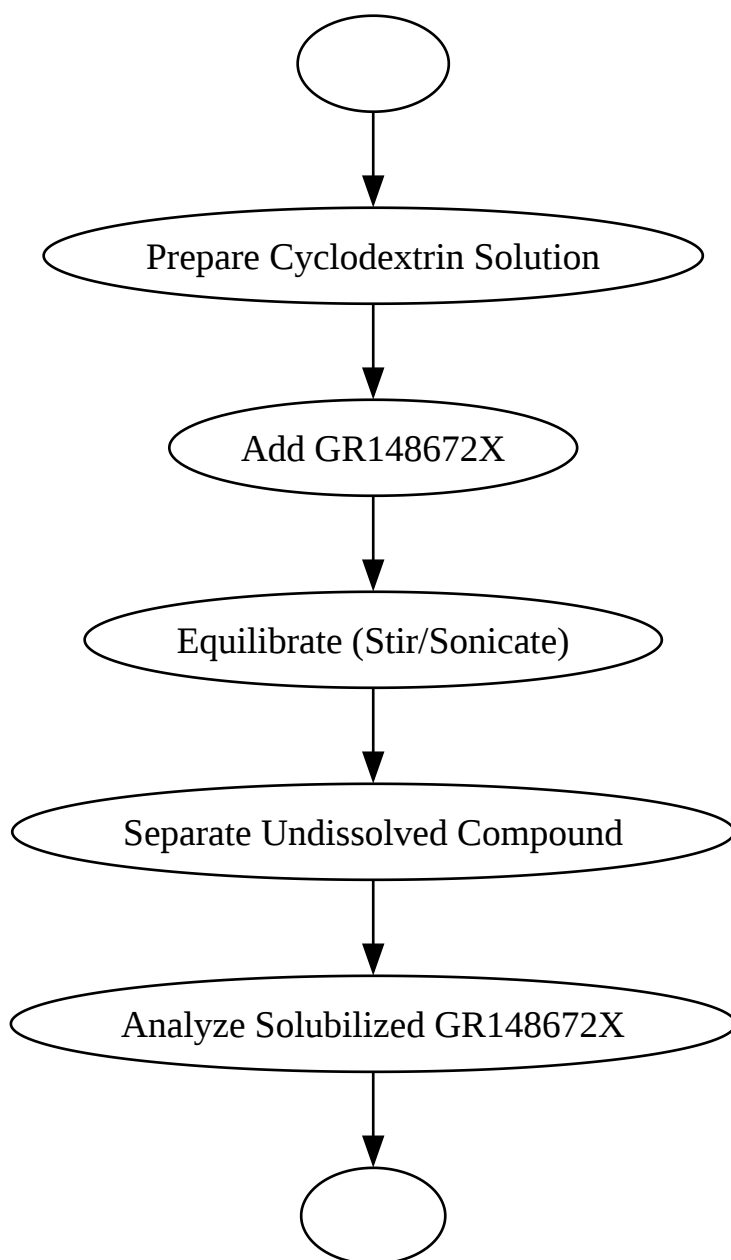 Prepare Cyclodextrin Solution
Add GR148672X
Equilibrate (Stir/Sonicate)
Separate Undissolved Compound
Analyze Solubilized GR148672X